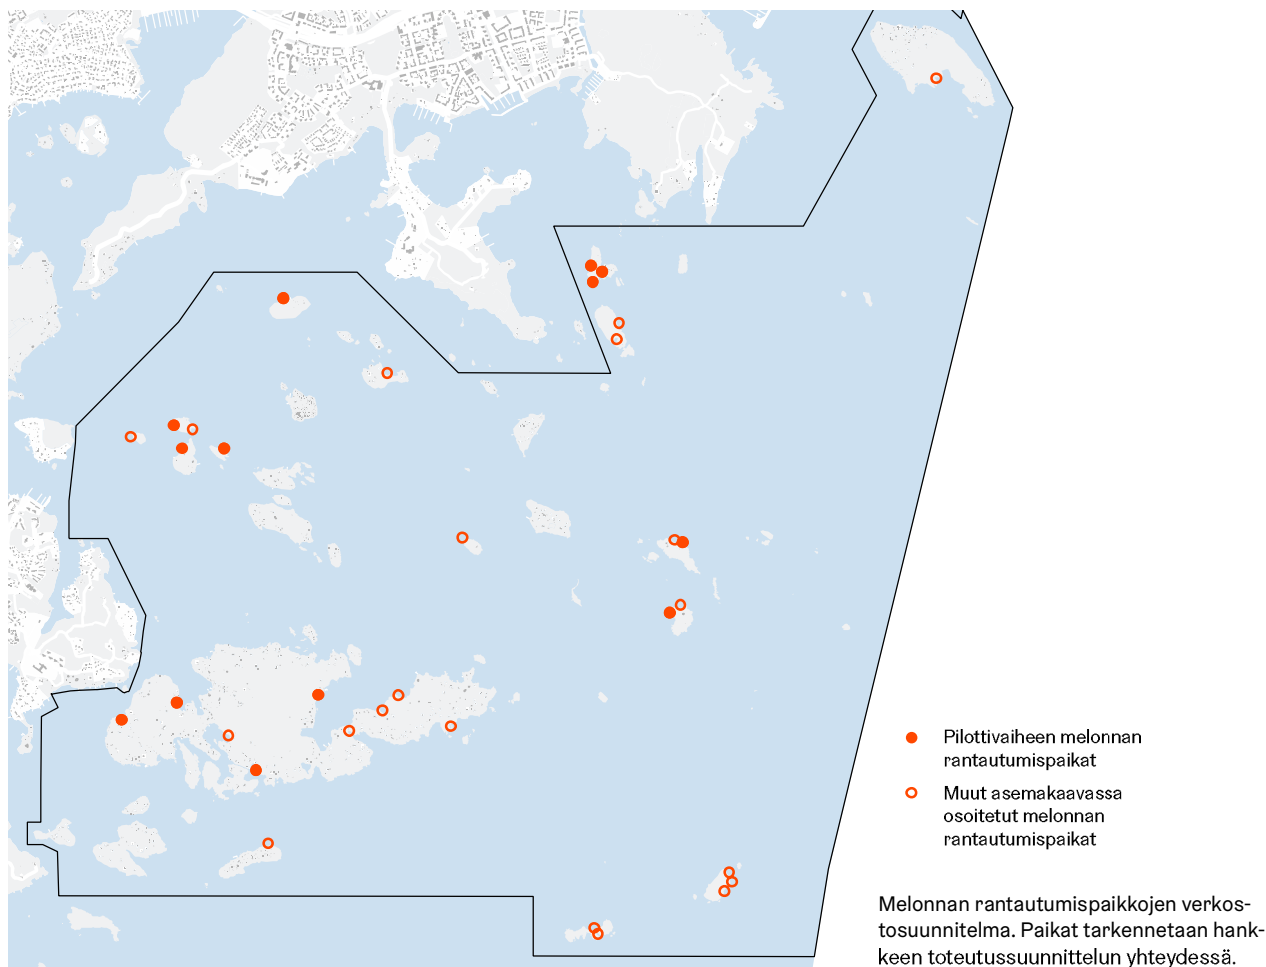 Pilottivaiheen melonnan
rantautumispaikat
Muut asemakaavassa
osoitetut melonnan
rantautumispaikat
Melonnan rantautumispaikkojen verkos-
tosuunnitelma. Paikat tarkennetaan hank-
keen toteutussuunnittelun yhteydessä.